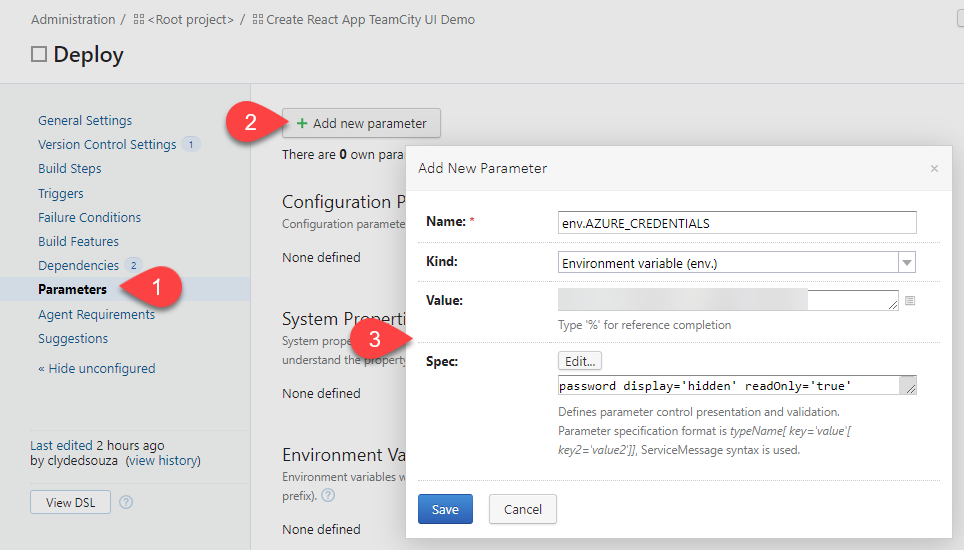 Administration / <Root project> / Create React App TeamCity UI Demo
Deploy
General Settings
Version Control Settings 1
Build Steps
Triggers
Failure Conditions
Build Features
Dependencies 2
Parameters
Agent Requirements
Suggestions
« Hide unconfigured
Last edited 2 hours ago
by clydedsouza (view history)
View DSL ?
1
2
+ Add new parameter
There are 0 own para
Configuration P
Configuration paramete
None defined
System Properti
System prope
understand the property
None defined
Environment Va
Environment variables w
prefix). ?
None defined
3
Add New Parameter ×
Name: * env.AZURE_CREDENTIALS
Kind: Environment variable (env.)
Value:
Type '%' for reference completion
Spec: Edit...
password display='hidden' readOnly='true'
Defines parameter control presentation and validation.
Parameter specification format is typeName[ key='value'[
key2='value2']], ServiceMessage syntax is used.
Save Cancel